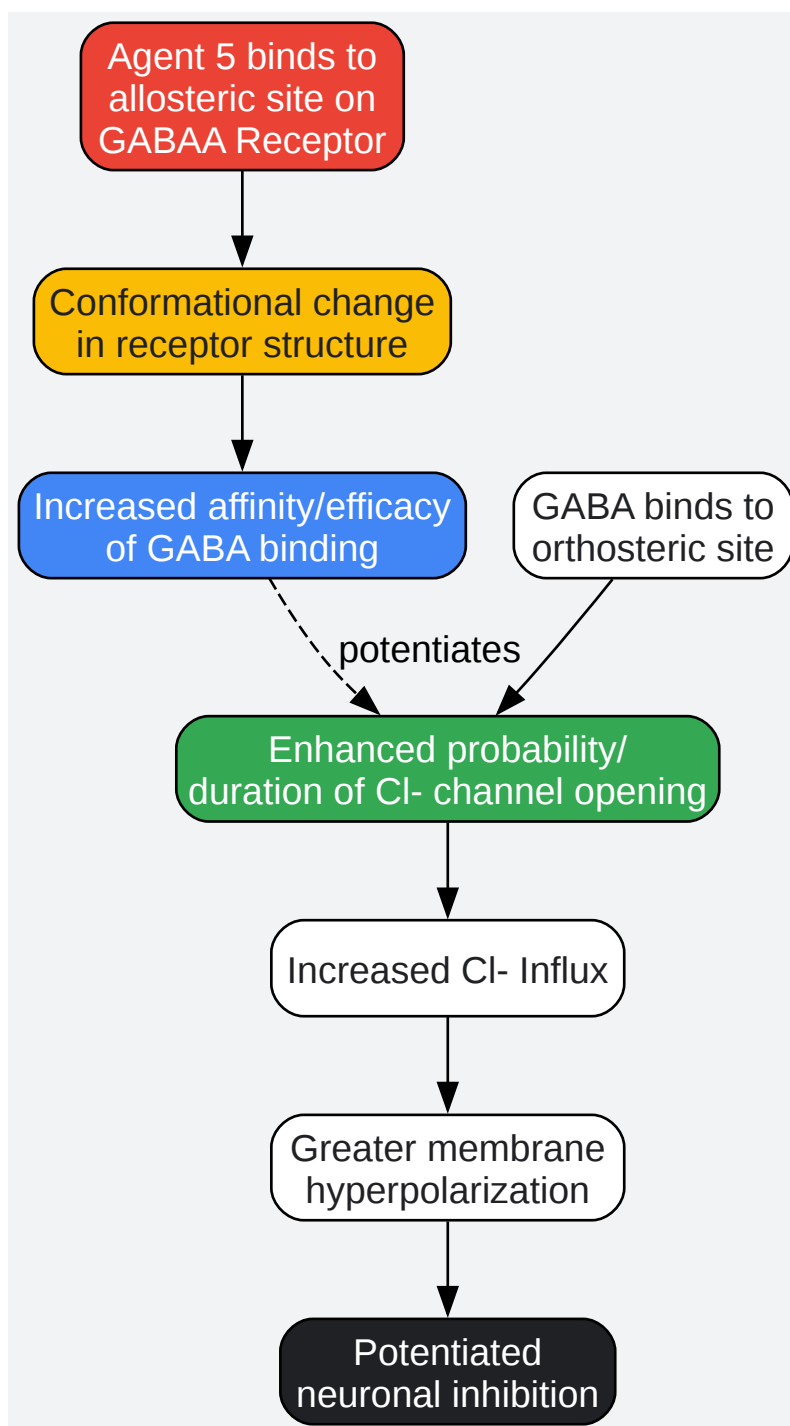 Agent 5 binds to
allosteric site on
GABAA Receptor
Conformational change
in receptor structure
Increased affinity/efficacy
of GABA binding
GABA binds to
orthosteric site
potentiates
Enhanced probability/
duration of Cl- channel opening
Increased Cl- Influx
Greater membrane
hyperpolarization
Potentiated
neuronal inhibition